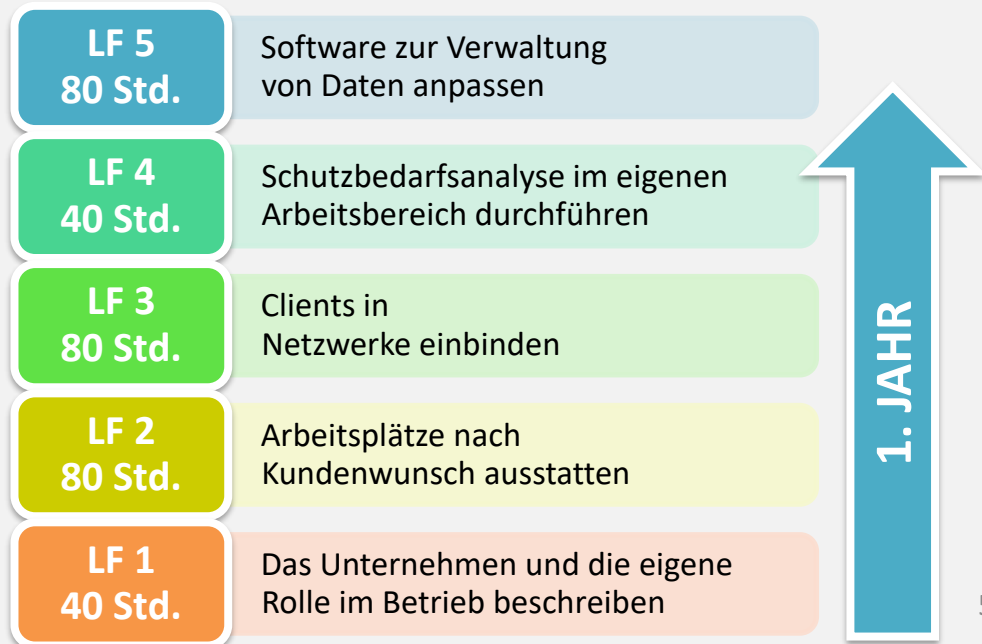 LF 5
80 Std.
Software zur Verwaltung
von Daten anpassen
LF 4
40 Std.
Schutzbedarfsanalyse im eigenen
Arbeitsbereich durchführen
LF 3
80 Std.
Clients in
Netzwerke einbinden
LF 2
80 Std.
Arbeitsplätze nach
Kundenwunsch ausstatten
LF 1
40 Std.
Das Unternehmen und die eigene
Rolle im Betrieb beschreiben
1. JAHR
5